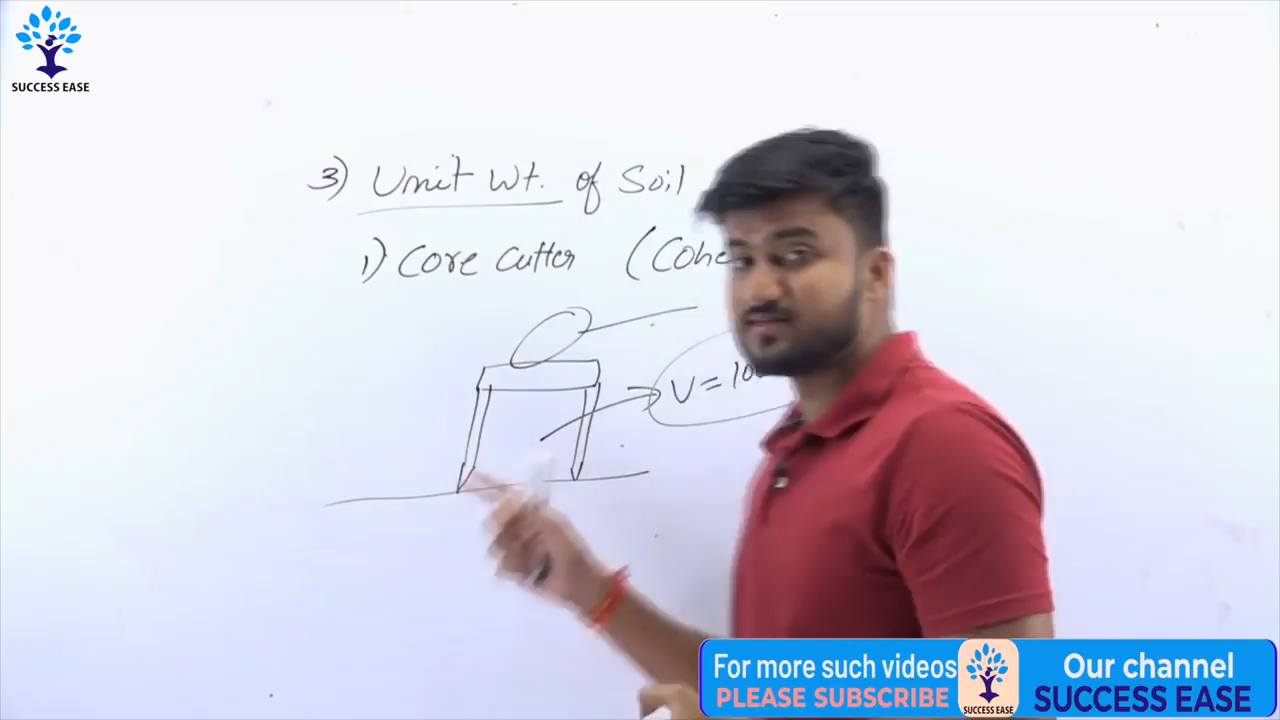 SUCCESS EASE
3) Unit Wt. of Soil
1) Core Cutter (Cohe
V = 10
For more such videos
PLEASE SUBSCRIBE
SUCCESS EASE
Our channel
SUCCESS EASE